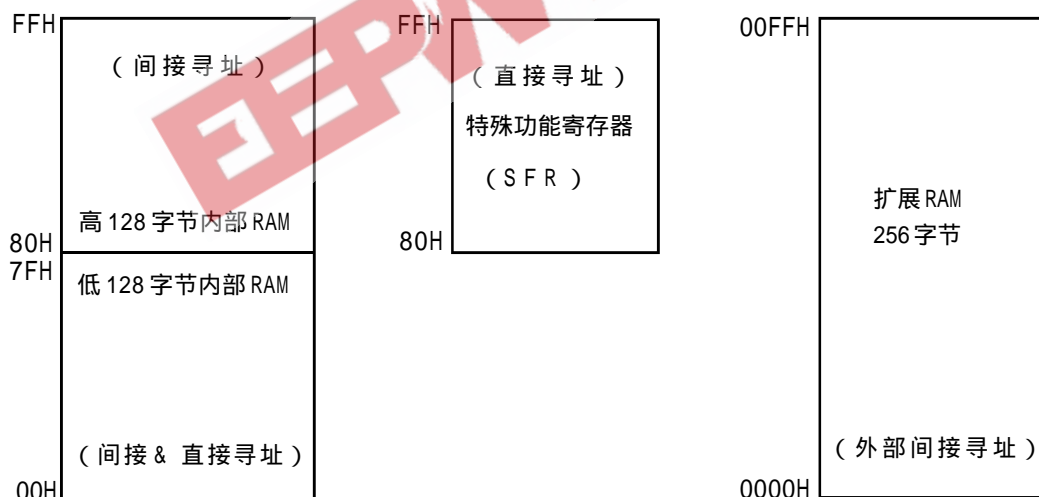 FFH
(间接寻址)
高128字节内部RAM
80H
7FH
低128字节内部RAM
(间接& 直接寻址)
00H
FFH
(直接寻址)
特殊功能寄存器
(SFR)
80H
00FFH
扩展RAM
256字节
(外部间接寻址)
0000H